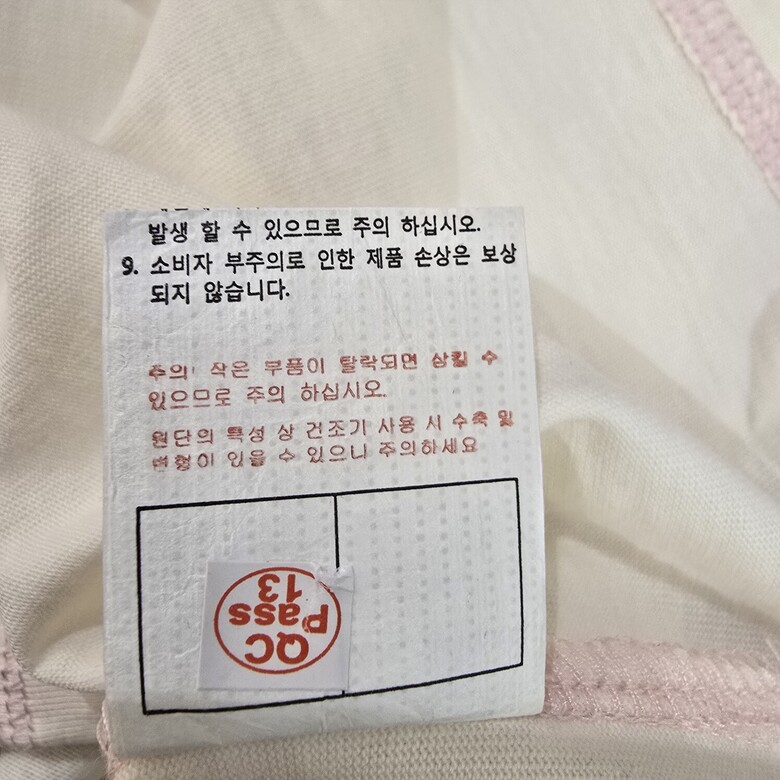 발생 할 수 있으므로 주의 하십시오.
9. 소비자 부주의로 인한 제품 손상은 보상
되지 않습니다.
주의! 작은 부품이 탈락되면 삼킬 수
있으므로 주의 하십시오.
원단의 특성 상 건조기 사용 시 수축 및
변형이 있을 수 있으니 주의하세요
QC
Pass
13